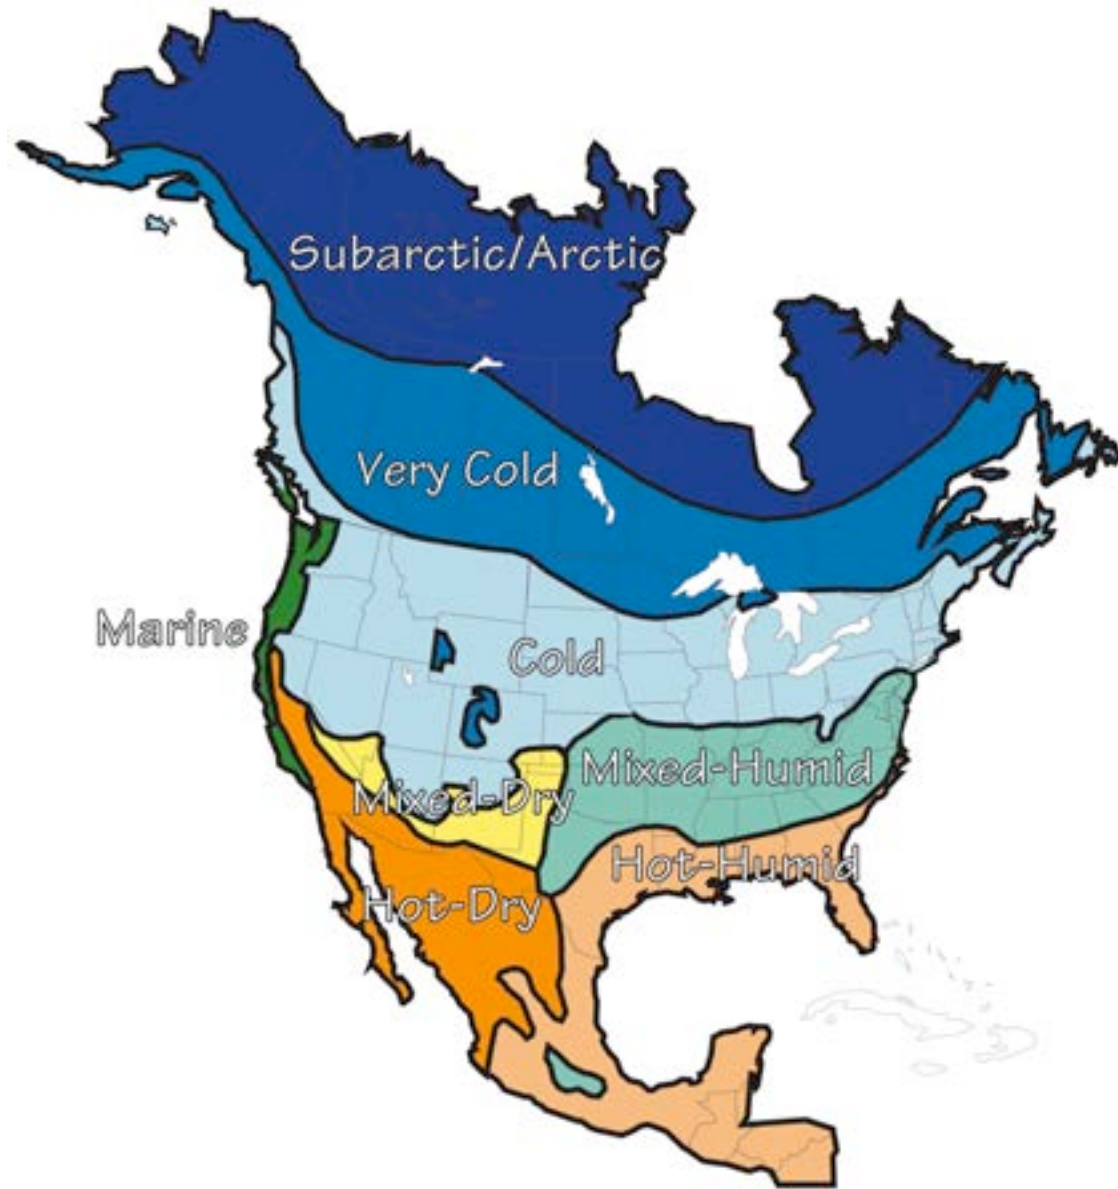 Subarctic/Arctic
Very Cold
Marine
Cold
Mixed-Humid
Mixed-Dry
Hot-Humid
Hot-Dry